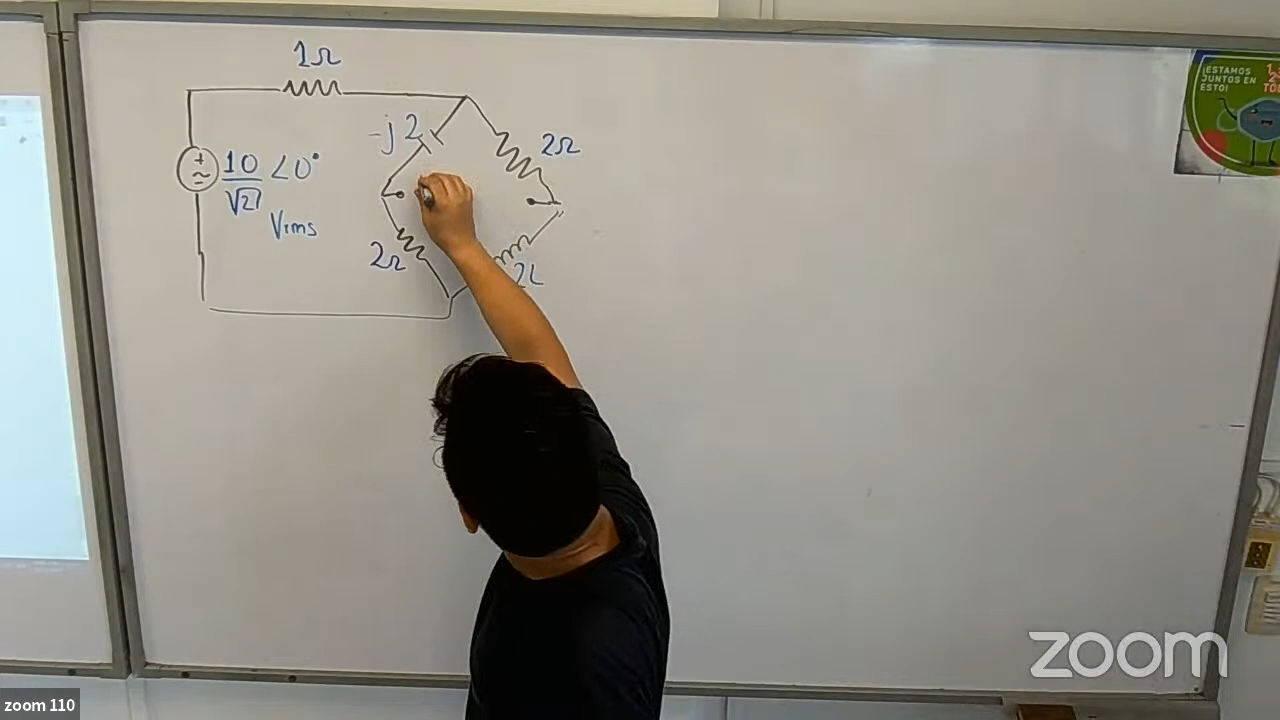 1Ω
-j2
2Ω
10/√2 <0°
Vrms
2Ω
¡ESTAMOS
JUNTOS EN
ESTO!
zoom
zoom 110